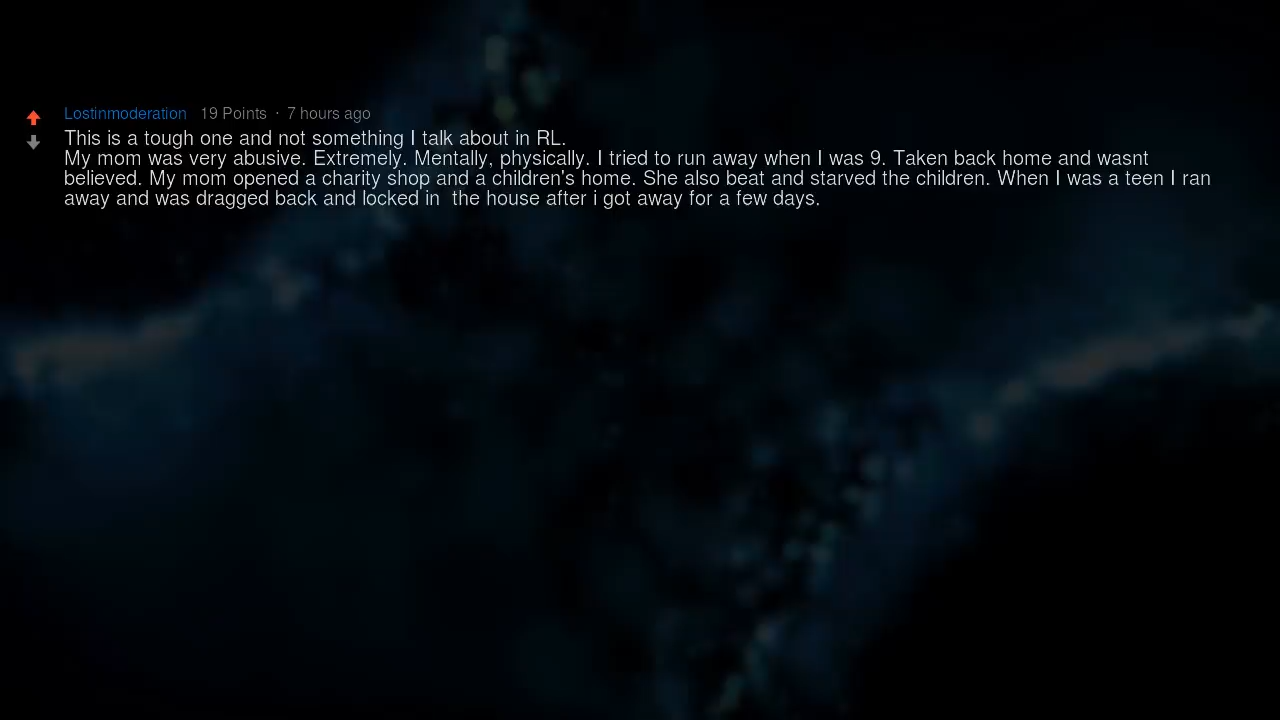 Lostinmoderation 19 Points · 7 hours ago
This is a tough one and not something I talk about in RL.
My mom was very abusive. Extremely. Mentally, physically. I tried to run away when I was 9. Taken back home and wasnt
believed. My mom opened a charity shop and a children's home. She also beat and starved the children. When I was a teen I ran
away and was dragged back and locked in  the house after i got away for a few days.